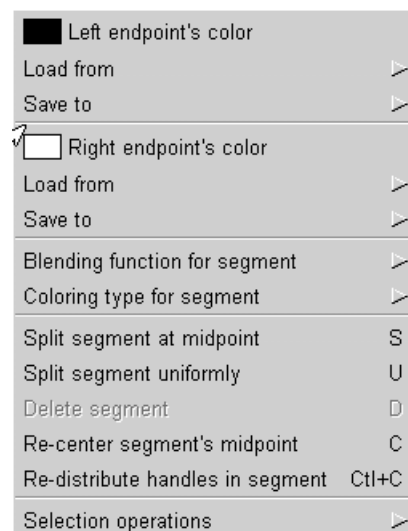 Left endpoint's color
Load from
Save to
Right endpoint's color
Load from
Save to
Blending function for segment
Coloring type for segment
Split segment at midpoint S
Split segment uniformly U
Delete segment D
Re-center segment's midpoint C
Re-distribute handles in segment Ctl+C
Selection operations